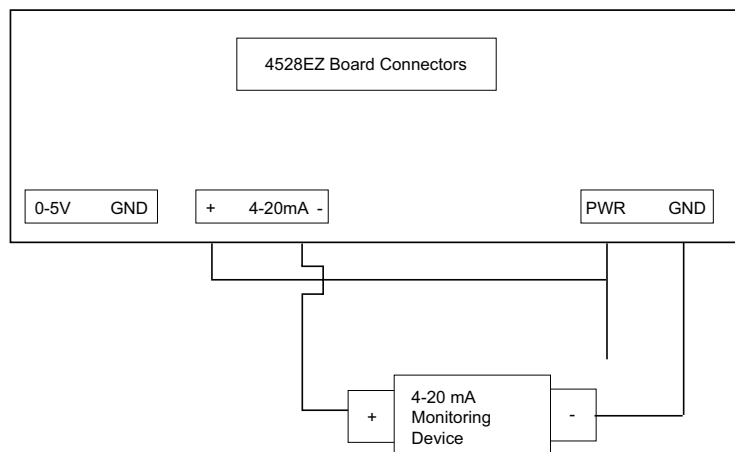 4528EZ Board Connectors
0-5V GND
+ 4-20mA -
PWR GND
+
4-20 mA
Monitoring
Device
-